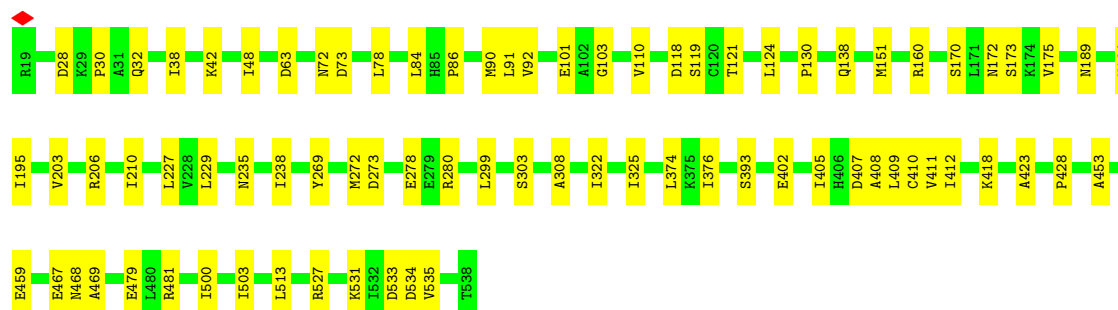 R19 D28 K29 P30 A31 Q32 I38 K42 I48 D63 N72 D73 L78 L84 H85 P86 M90 L91 V92 E101 A102 G103 V110 D118 S119 C120 T121 L124 P130 Q138 M151 R160 S170 L171 N172 S173 K174 V175 N189
I195 V203 R206 I210 L227 V228 L229 N235 I238 Y269 M272 D273 E278 E279 R280 L299 S303 A308 I322 I325 L374 K375 I376 S393 E402 I405 H406 D407 A408 L409 C410 V411 I412 K418 A423 P428 A453
E459 E467 N468 A469 E479 L480 R481 I500 I503 L513 R527 K531 I532 D533 D534 V535 T538